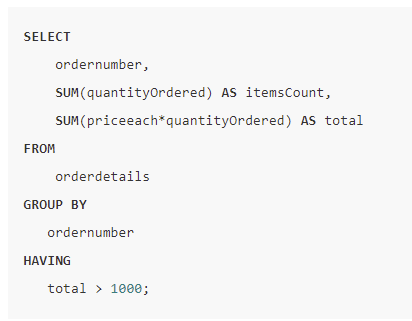 SELECT
    ordernumber,
    SUM(quantityOrdered) AS itemsCount,
    SUM(priceeach*quantityOrdered) AS total
FROM
    orderdetails
GROUP BY
   ordernumber
HAVING
   total > 1000;